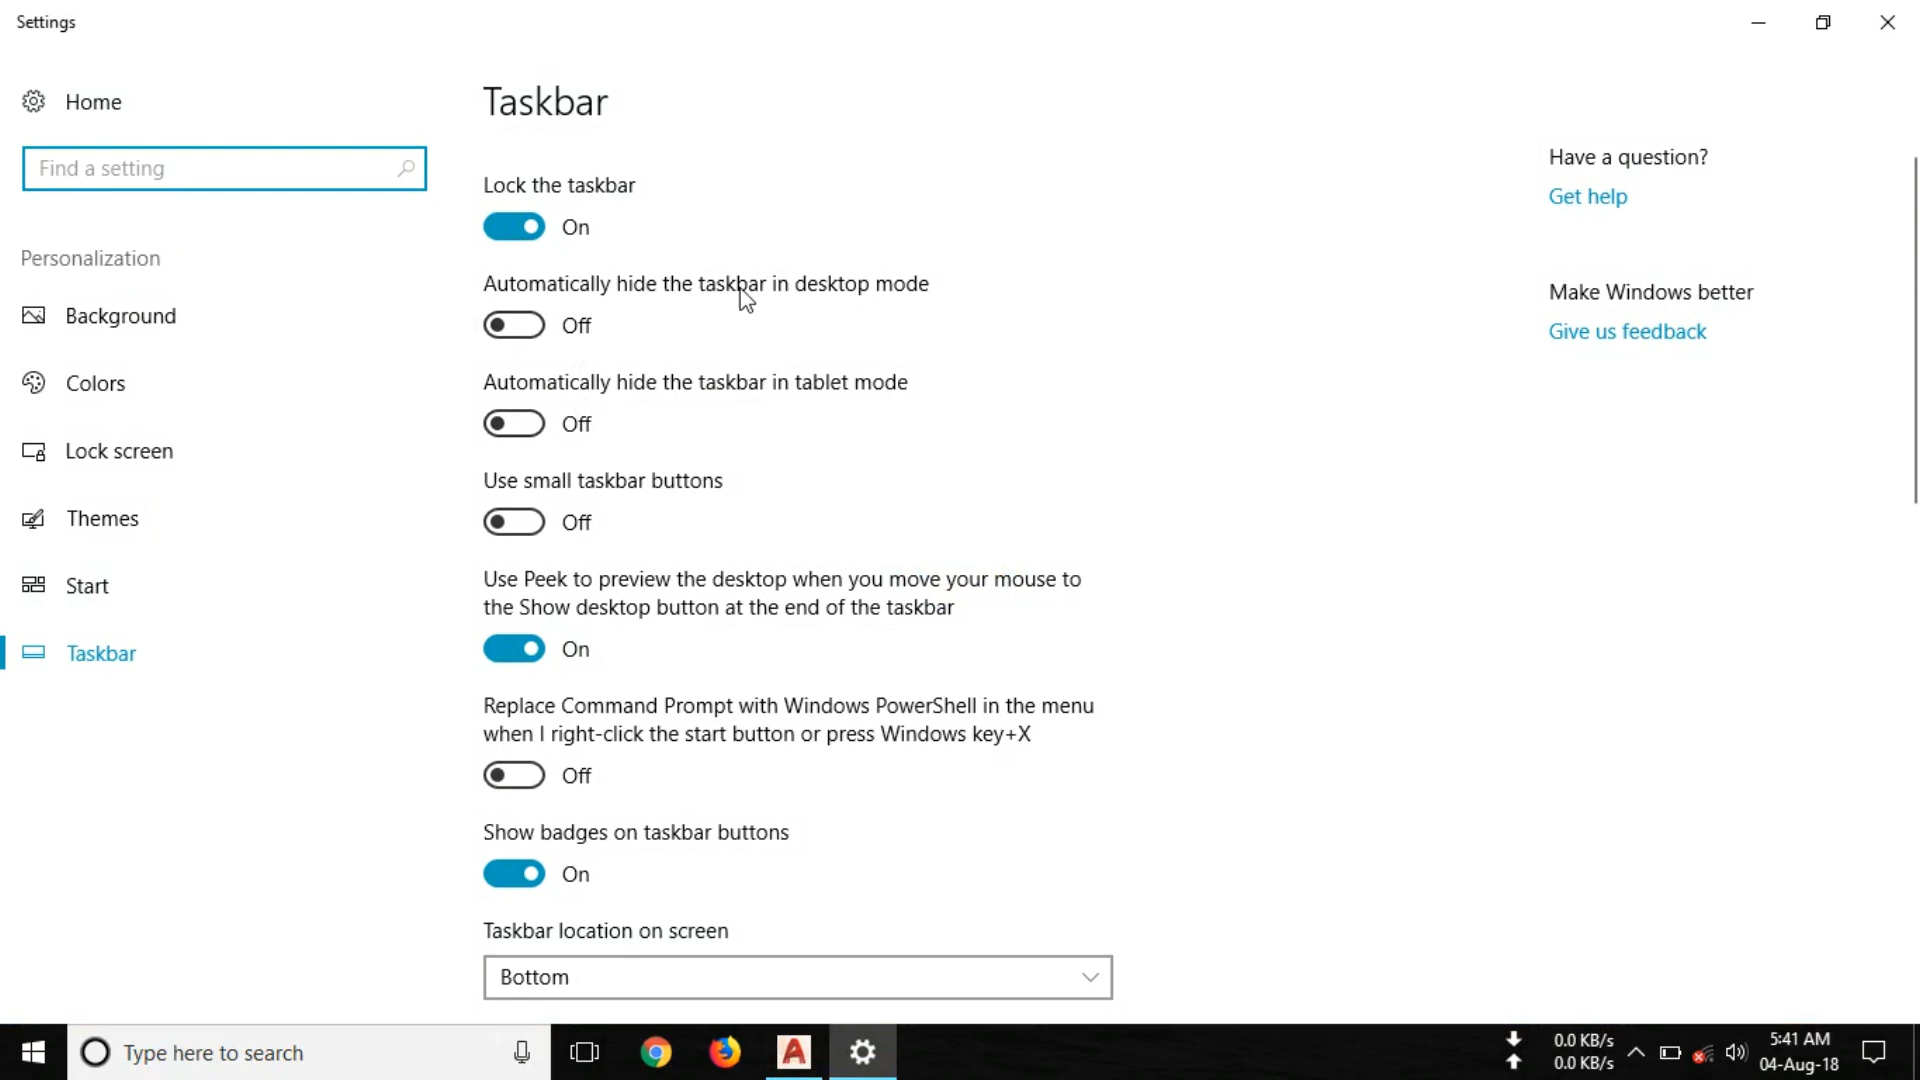 Settings
Home
Find a setting
Personalization
Background
Colors
Lock screen
Themes
Start
Taskbar
Taskbar
Lock the taskbar
On
Automatically hide the taskbar in desktop mode
Off
Automatically hide the taskbar in tablet mode
Off
Use small taskbar buttons
Off
Use Peek to preview the desktop when you move your mouse to
the Show desktop button at the end of the taskbar
On
Replace Command Prompt with Windows PowerShell in the menu
when I right-click the start button or press Windows key+X
Off
Show badges on taskbar buttons
On
Taskbar location on screen
Bottom
Have a question?
Get help
Make Windows better
Give us feedback
Type here to search
A
0.0 KB/s
0.0 KB/s
5:41 AM
04-Aug-18